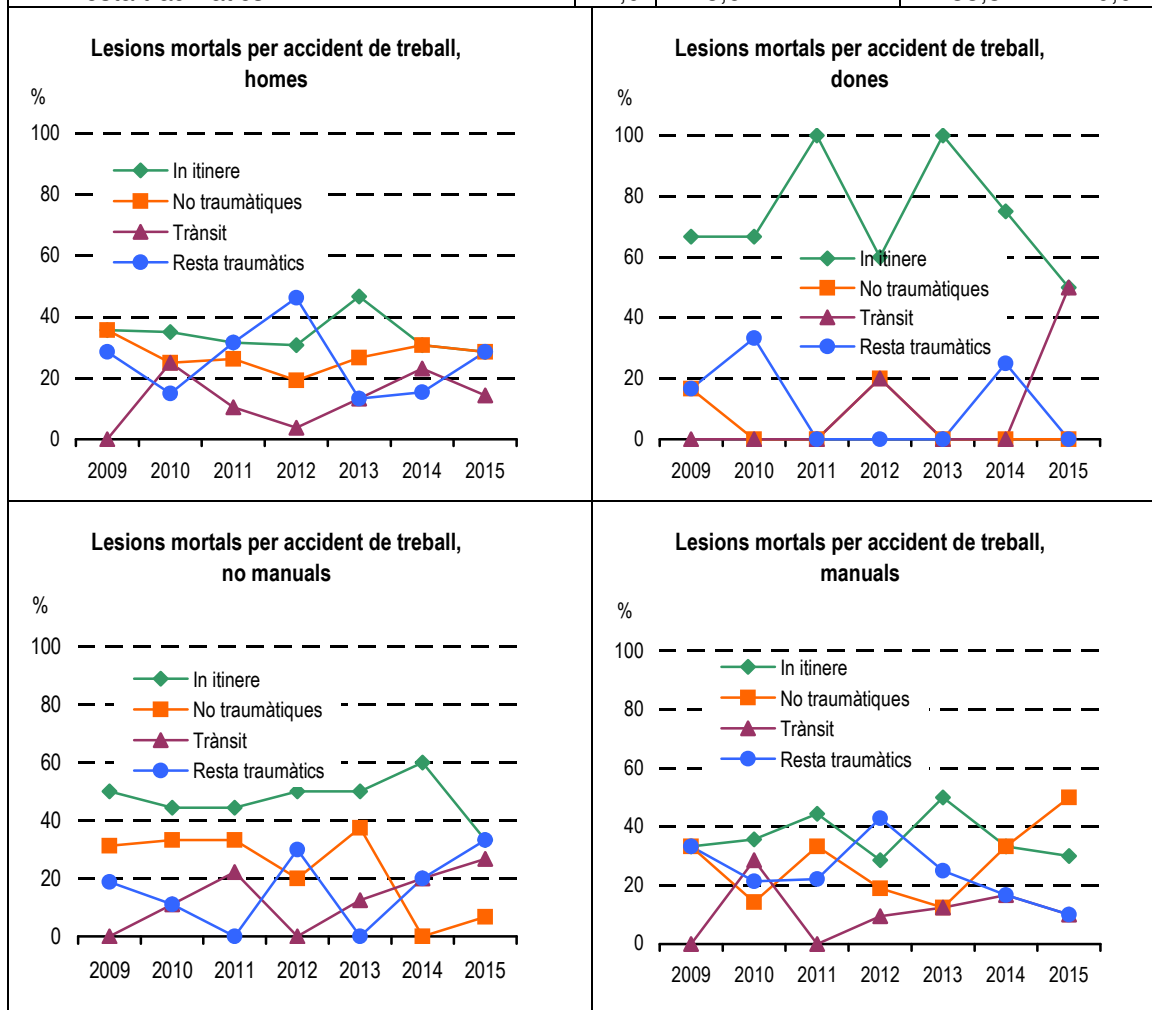 Lesions mortals per accident de treball,
homes
%
100
80
60
40
20
0
In itinere
No traumàtiques
Trànsit
Resta traumàtics
2009 2010 2011 2012 2013 2014 2015
Lesions mortals per accident de treball,
dones
%
100
80
60
40
20
0
In itinere
No traumàtiques
Trànsit
Resta traumàtics
2009 2010 2011 2012 2013 2014 2015
Lesions mortals per accident de treball,
no manuals
%
100
80
60
40
20
0
In itinere
No traumàtiques
Trànsit
Resta traumàtics
2009 2010 2011 2012 2013 2014 2015
Lesions mortals per accident de treball,
manuals
%
100
80
60
40
20
0
In itinere
No traumàtiques
Trànsit
Resta traumàtics
2009 2010 2011 2012 2013 2014 2015